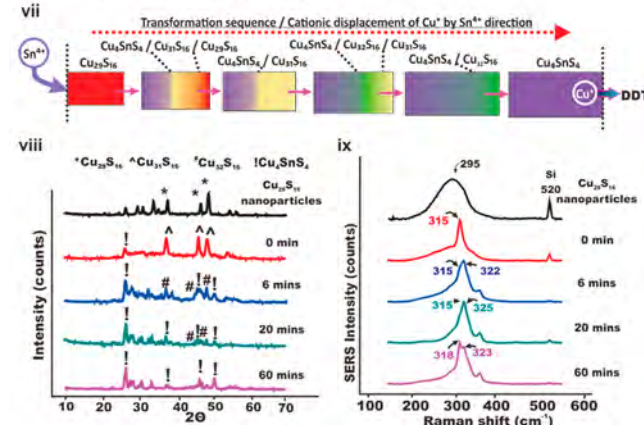 vii
Transformation sequence / Cationic displacement of Cu⁺ by Sn⁴⁺ direction
Sn⁴⁺
Cu₂₉S₁₆
Cu₄SnS₄ / Cu₃₁S₁₆ / Cu₂₉S₁₆
Cu₄SnS₄ / Cu₃₁S₁₆
Cu₄SnS₄ / Cu₃₂S₁₆ / Cu₃₁S₁₆
Cu₄SnS₄
Cu₄SnS₄
Cu⁺
DDT
viii
*Cu₂₉S₁₆ ^Cu₃₁S₁₆ #Cu₃₂S₁₆ !Cu₄SnS₄
Cu₂₉S₁₆
nanoparticles
* * *
0 min
! ^ ^ ^
6 min
! # # ! # !
20 mins
! ! # ! # !
60 mins
! ! ! !
Intensity (counts)
10 20 30 40 50 60 70
2Θ
ix
295
Si
520
Cu₂₉S₁₆
nanoparticles
315
0 min
315 322
6 min
315 325
20 mins
318 323
60 mins
SERS Intensity (counts)
100 200 300 400 500 600
Raman shift (cm⁻¹)